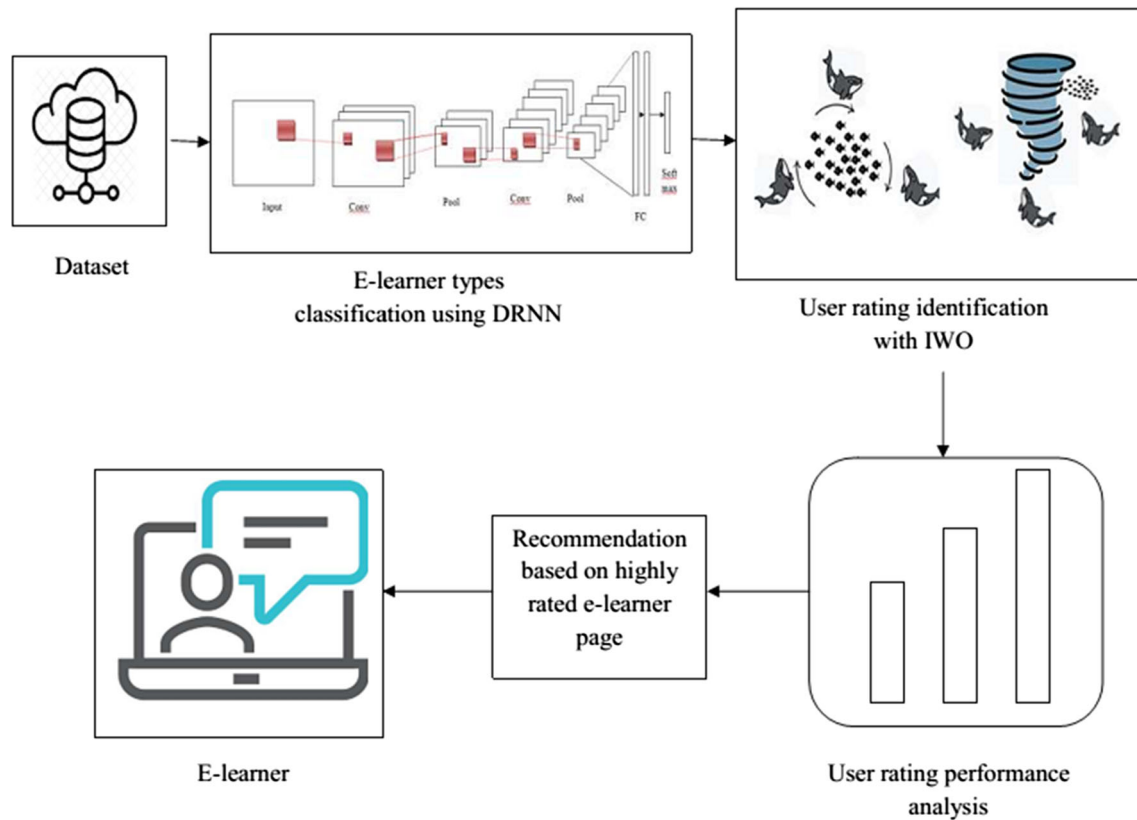 Input
Conv
Pool
Conv
Pool
FC
Soft
max
Dataset
E-learner types
classification using DRNN
User rating identification
with IWO
Recommendation
based on highly
rated e-learner
page
E-learner
User rating performance
analysis